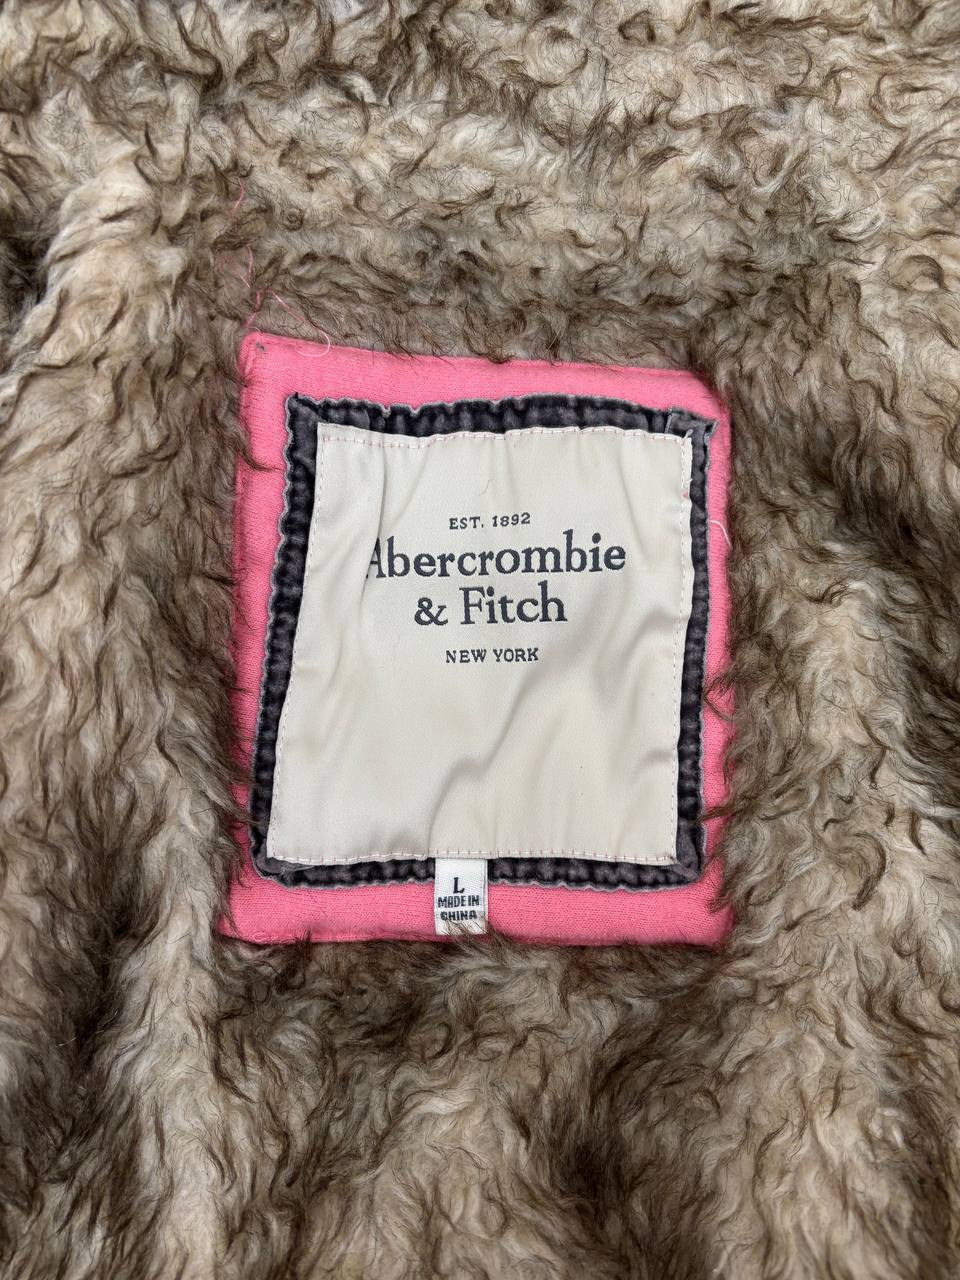 EST. 1892
Abercrombie
& Fitch
NEW YORK
L
MADE IN
CHINA